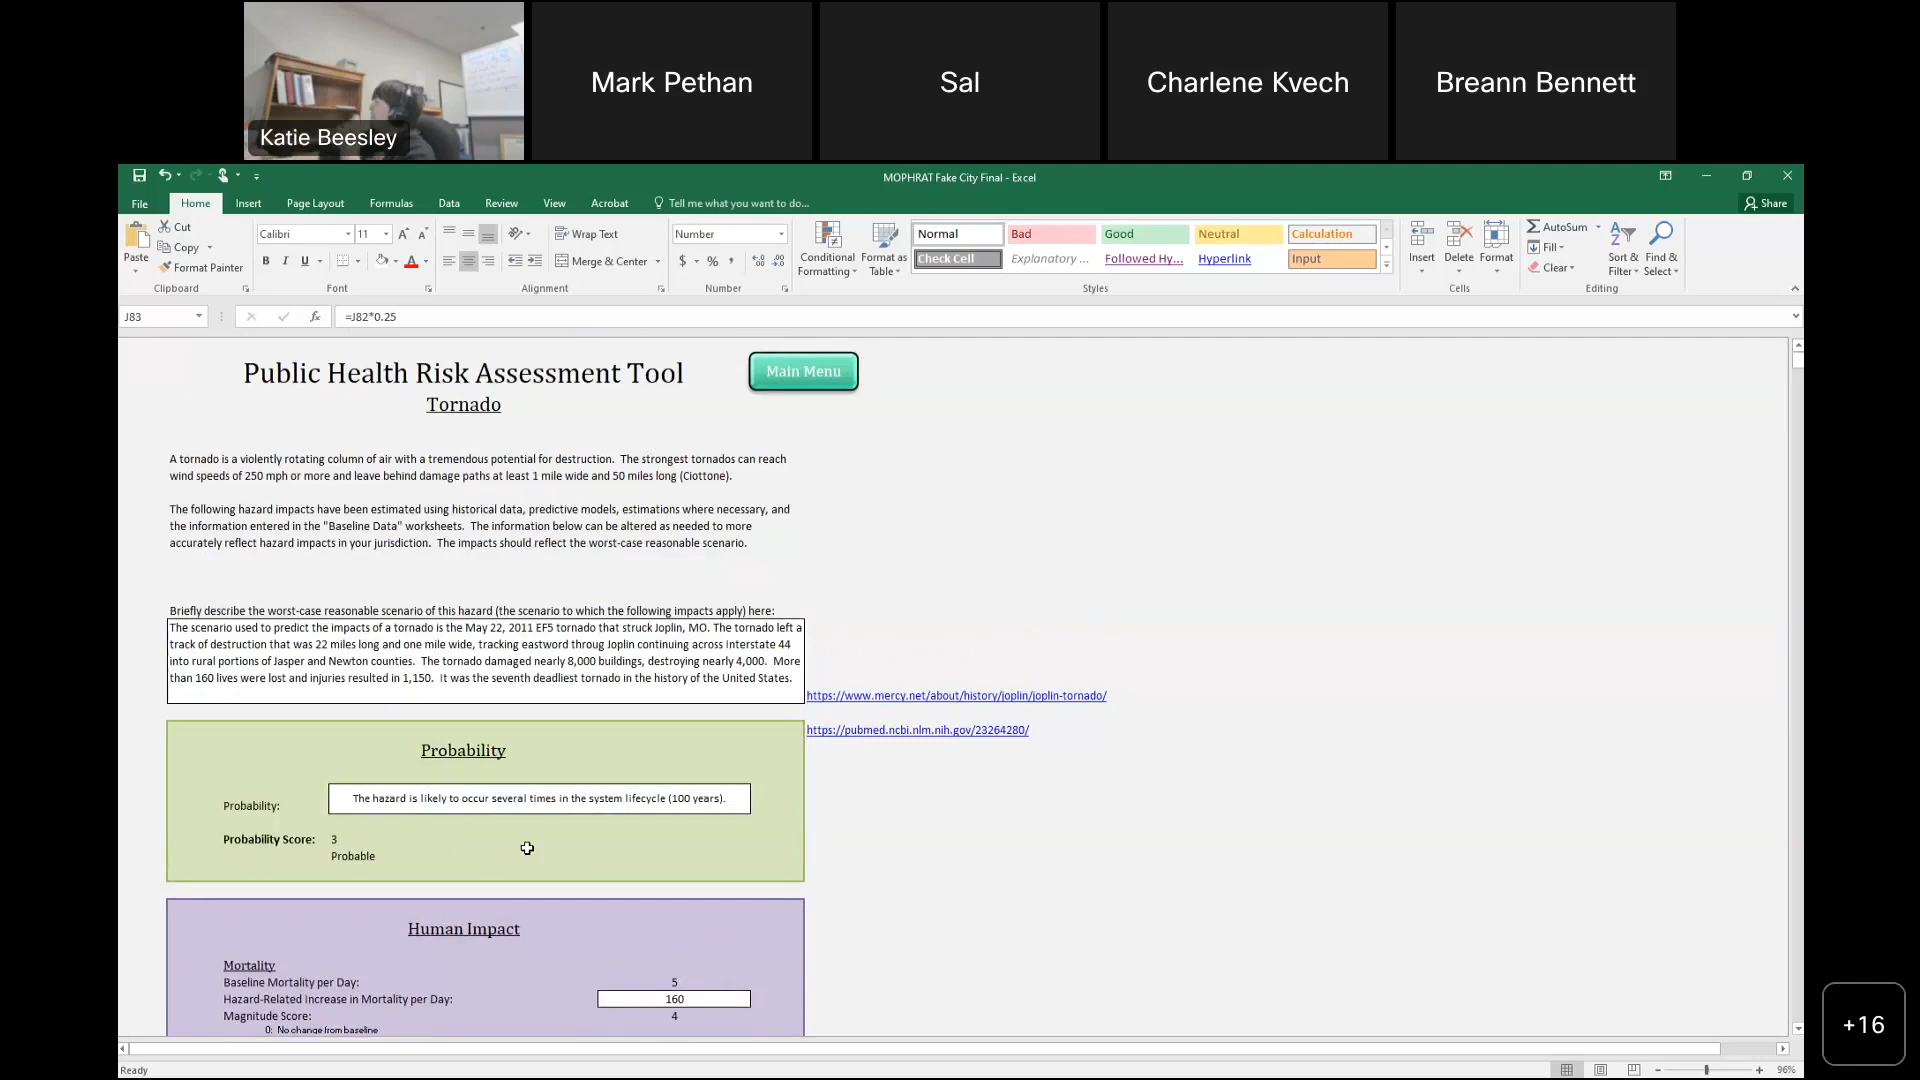 Katie Beesley
Mark Pethan
Sal
Charlene Kvech
Breann Bennett
MOPHRAT Fake City Final - Excel
File Home Insert Page Layout Formulas Data Review View Acrobat Tell me what you want to do... Share
Paste
Cut
Copy
Format Painter
Clipboard
Calibri 11
B I U
Font
Wrap Text
Merge & Center
Alignment
Number
$ % ,
Number
Conditional Formatting
Format as Table
Normal Bad Good Neutral Calculation
Check Cell Explanatory ... Followed Hy... Hyperlink Input
Styles
Insert Delete Format
Cells
AutoSum
Fill
Clear
Sort & Filter
Find & Select
Editing
J83 fx =J82*0.25
Public Health Risk Assessment Tool
Main Menu
Tornado
A tornado is a violently rotating column of air with a tremendous potential for destruction. The strongest tornados can reach
wind speeds of 250 mph or more and leave behind damage paths at least 1 mile wide and 50 miles long (Ciottone).
The following hazard impacts have been estimated using historical data, predictive models, estimations where necessary, and
the information entered in the "Baseline Data" worksheets. The information below can be altered as needed to more
accurately reflect hazard impacts in your jurisdiction. The impacts should reflect the worst-case reasonable scenario.
Briefly describe the worst-case reasonable scenario of this hazard (the scenario to which the following impacts apply) here:
The scenario used to predict the impacts of a tornado is the May 22, 2011 EF5 tornado that struck Joplin, MO. The tornado left a
track of destruction that was 22 miles long and one mile wide, tracking eastword throug Joplin continuing across Interstate 44
into rural portions of Jasper and Newton counties. The tornado damaged nearly 8,000 buildings, destroying nearly 4,000. More
than 160 lives were lost and injuries resulted in 1,150. It was the seventh deadliest tornado in the history of the United States.
https://www.mercy.net/about/history/joplin/joplin-tornado/
https://pubmed.ncbi.nlm.nih.gov/23264280/
Probability
Probability: The hazard is likely to occur several times in the system lifecycle (100 years).
Probability Score: 3
Probable
Human Impact
Mortality
Baseline Mortality per Day: 5
Hazard-Related Increase in Mortality per Day: 160
Magnitude Score: 4
0: No change from baseline
+16
Ready
96%